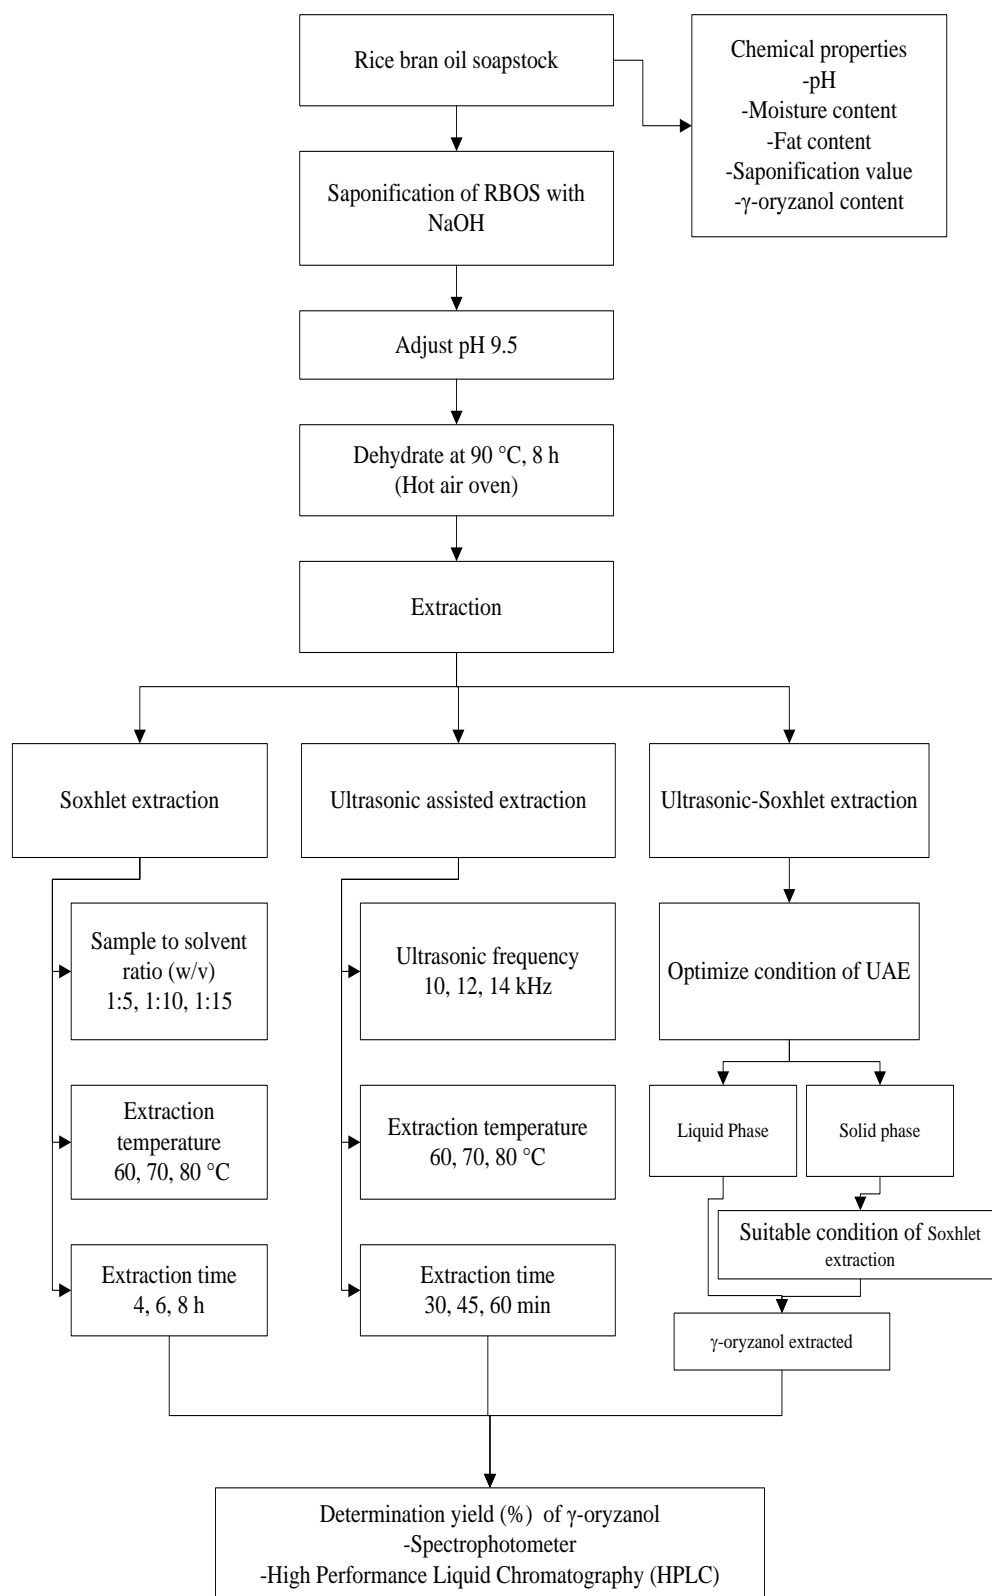 Rice bran oil soapstock
Chemical properties
-pH
-Moisture content
-Fat content
-Saponification value
-γ-oryzanol content
Saponification of RBOS with
NaOH
Adjust pH 9.5
Dehydrate at 90 °C, 8 h
(Hot air oven)
Extraction
Soxhlet extraction
Ultrasonic assisted extraction
Ultrasonic-Soxhlet extraction
Sample to solvent
ratio (w/v)
1:5, 1:10, 1:15
Ultrasonic frequency
10, 12, 14 kHz
Optimize condition of UAE
Extraction
temperature
60, 70, 80 °C
Extraction temperature
60, 70, 80 °C
Liquid Phase
Solid phase
Suitable condition of Soxhlet
extraction
Extraction time
4, 6, 8 h
Extraction time
30, 45, 60 min
γ-oryzanol extracted
Determination yield (%)  of γ-oryzanol
-Spectrophotometer
-High Performance Liquid Chromatography (HPLC)